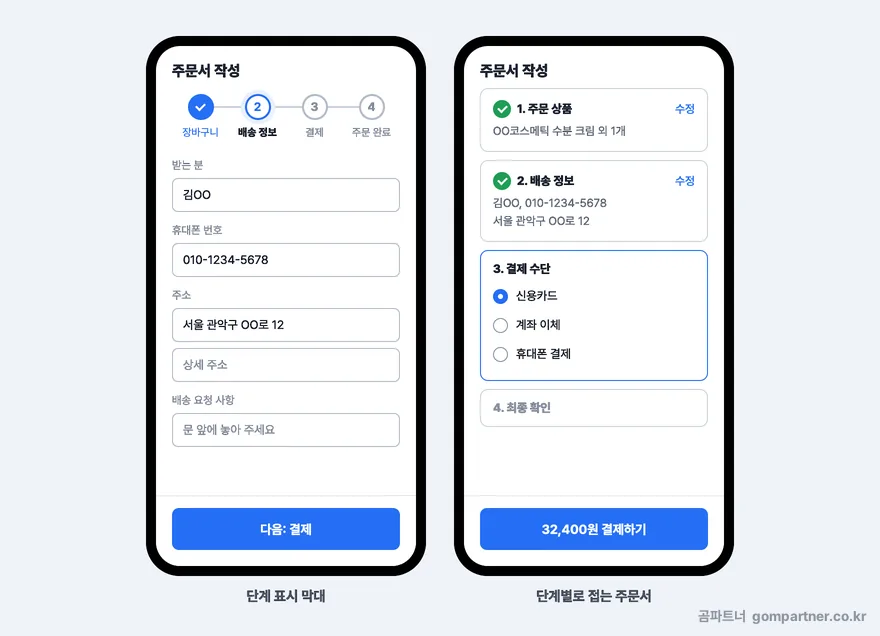 주문서 작성
2 3 4
장바구니 배송 정보 결제 주문 완료
받는 분
김OO
휴대폰 번호
010-1234-5678
주소
서울 관악구 OO로 12
상세 주소
배송 요청 사항
문 앞에 놓아 주세요
다음: 결제
단계 표시 막대
주문서 작성
1. 주문 상품 수정
OO코스메틱 수분 크림 외 1개
2. 배송 정보 수정
김OO, 010-1234-5678
서울 관악구 OO로 12
3. 결제 수단
신용카드
계좌 이체
휴대폰 결제
4. 최종 확인
32,400원 결제하기
단계별로 접는 주문서
곰파트너 gompartner.co.kr